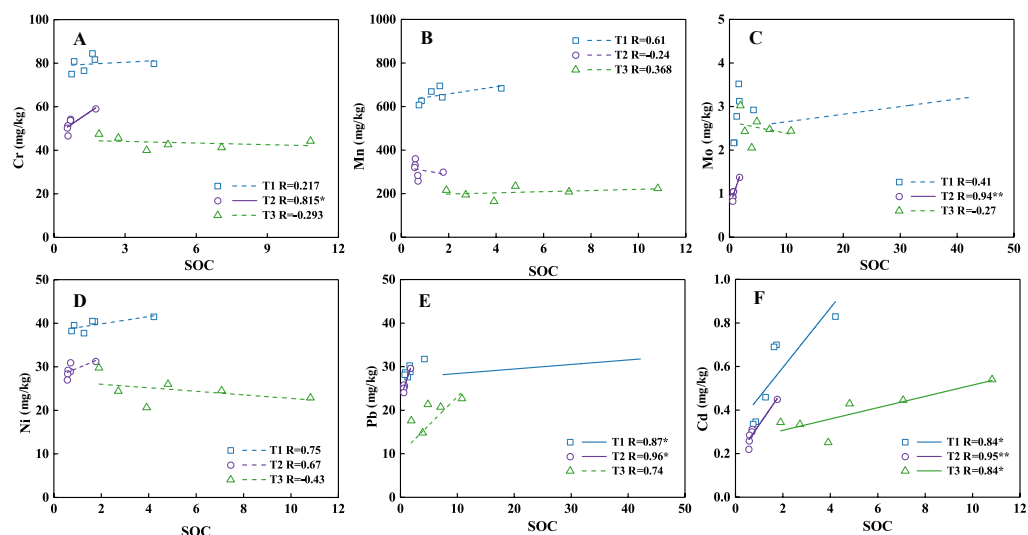 A
100
80
60
40
20
0
Cr (mg/kg)
0 3 6 9 12
SOC
T1 R=0.217
T2 R=0.815*
T3 R=-0.293
B
1000
800
600
400
200
0
Mn (mg/kg)
0 2 4 6 8 10 12
SOC
T1 R=0.61
T2 R=-0.24
T3 R=0.368
C
5
4
3
2
1
0
Mo (mg/kg)
0 10 20 30 40 50
SOC
T1 R=0.41
T2 R=0.94**
T3 R=-0.27
D
50
40
30
20
10
0
Ni (mg/kg)
0 2 4 6 8 10 12
SOC
T1 R=0.75
T2 R=0.67
T3 R=-0.43
E
50
40
30
20
10
0
Pb (mg/kg)
0 10 20 30 40 50
SOC
T1 R=0.87*
T2 R=0.96*
T3 R=0.74
F
1.0
0.8
0.6
0.4
0.2
0.0
Cd (mg/kg)
0 2 4 6 8 10 12
SOC
T1 R=0.84*
T2 R=0.95**
T3 R=0.84*